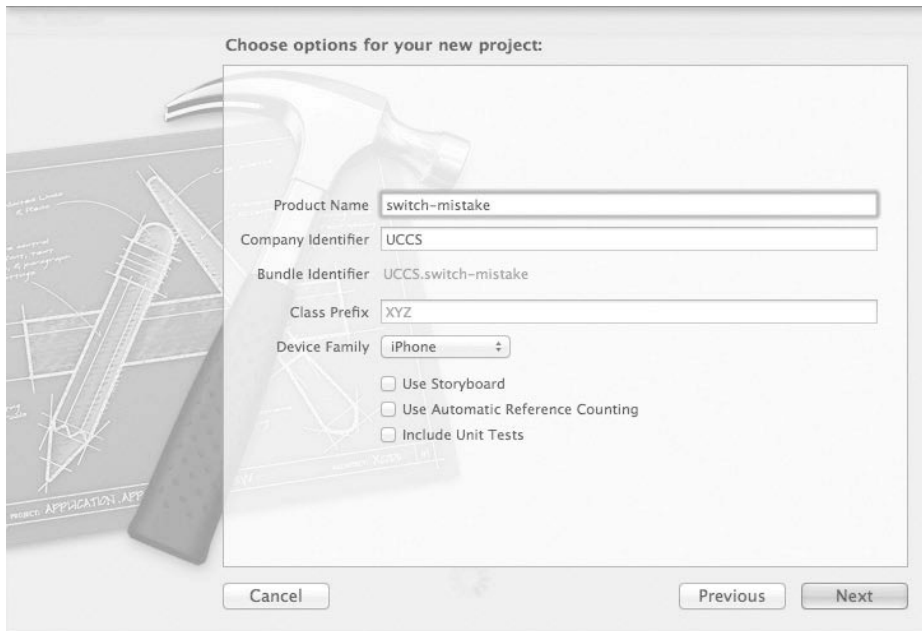 Choose options for your new project:
Product Name switch-mistake
Company Identifier UCCS
Bundle Identifier UCCS.switch-mistake
Class Prefix XYZ
Device Family iPhone
Use Storyboard
Use Automatic Reference Counting
Include Unit Tests
PROJECT: APPLICATION.APP
Cancel
Previous
Next